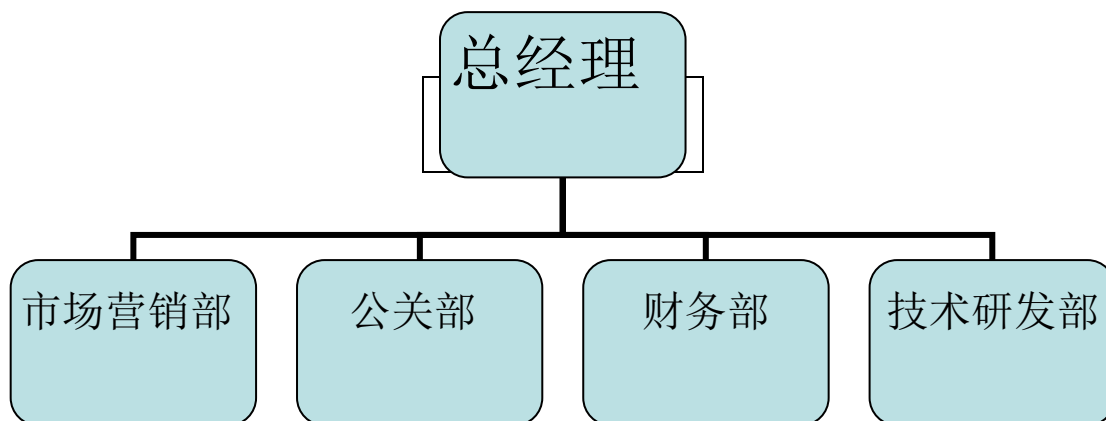 总经理
市场营销部
公关部
财务部
技术研发部